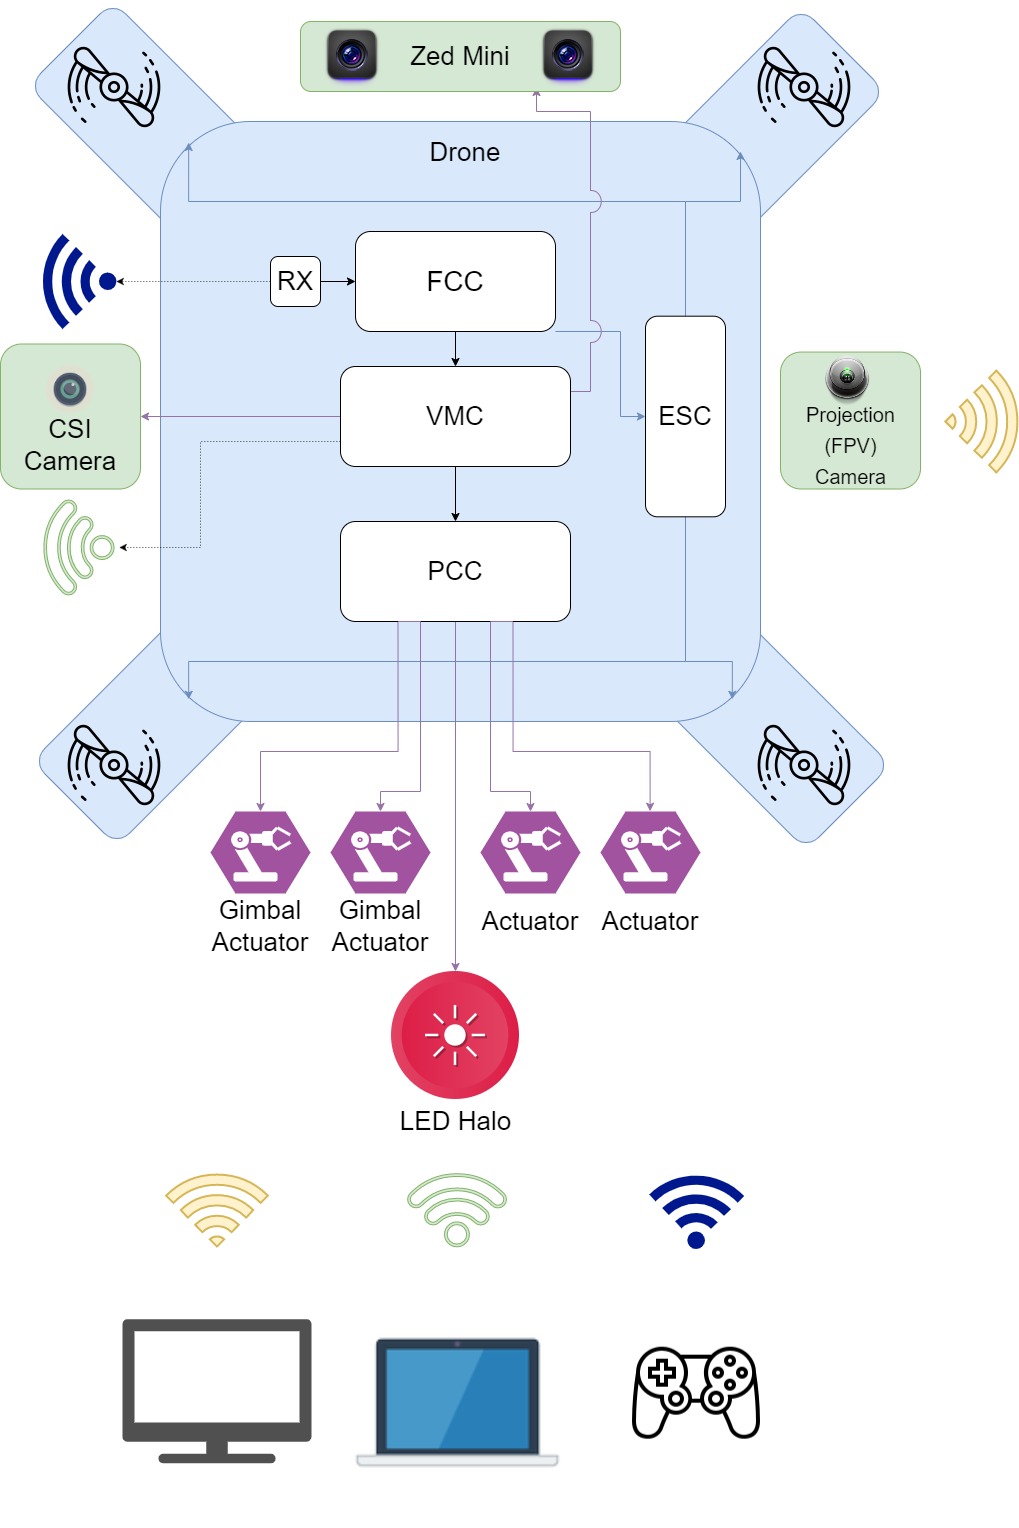 Zed Mini
Drone
RX
FCC
CSI
Camera
VMC
ESC
Projection
(FPV)
Camera
PCC
Gimbal
Actuator
Gimbal
Actuator
Actuator
Actuator
LED Halo